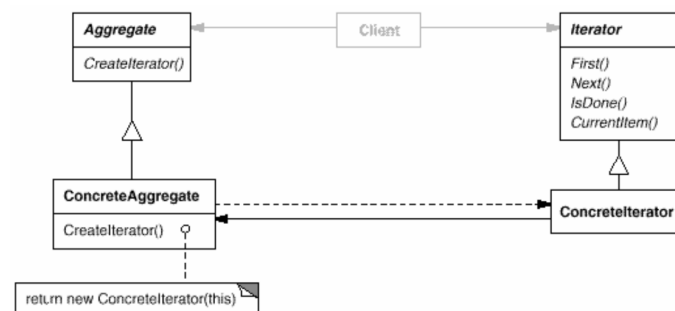 Aggregate
CreateIterator()
Client
Iterator
First()
Next()
IsDone()
CurrentItem()
ConcreteAggregate
CreateIterator()
ConcreteIterator
return new ConcreteIterator(this)